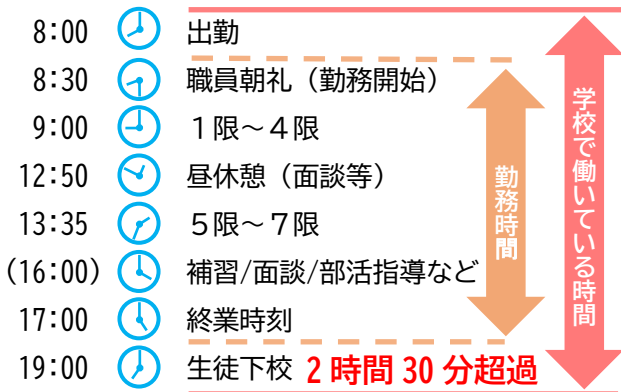 8:00 出勤
8:30 職員朝礼（勤務開始）
9:00 １限～４限
12:50 昼休憩（面談等）
13:35 ５限～７限
(16:00) 補習/面談/部活指導など
17:00 終業時刻
19:00 生徒下校 2 時間 30 分超過
勤務時間
学校で働いている時間